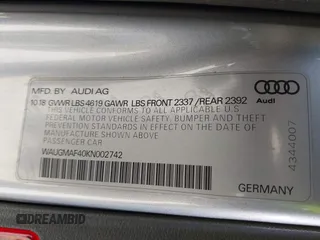 MFD. BY AUDI AG
10 18 GVWR LBS 4619 GAWR LBS FRONT 2337 /REAR 2392
THIS VEHICLE CONFORMS TO ALL APPLICABLE
FEDERAL MOTOR VEHICLE SAFETY, BUMPER AND THEFT
PREVENTION STANDARDS IN EFFECT ON THE DATE OF
MANUFACTURE SHOWN ABOVE
PASSENGER CAR
WAUGMAF40KN002742
GERMANY
Audi
4344007
DREAMBID